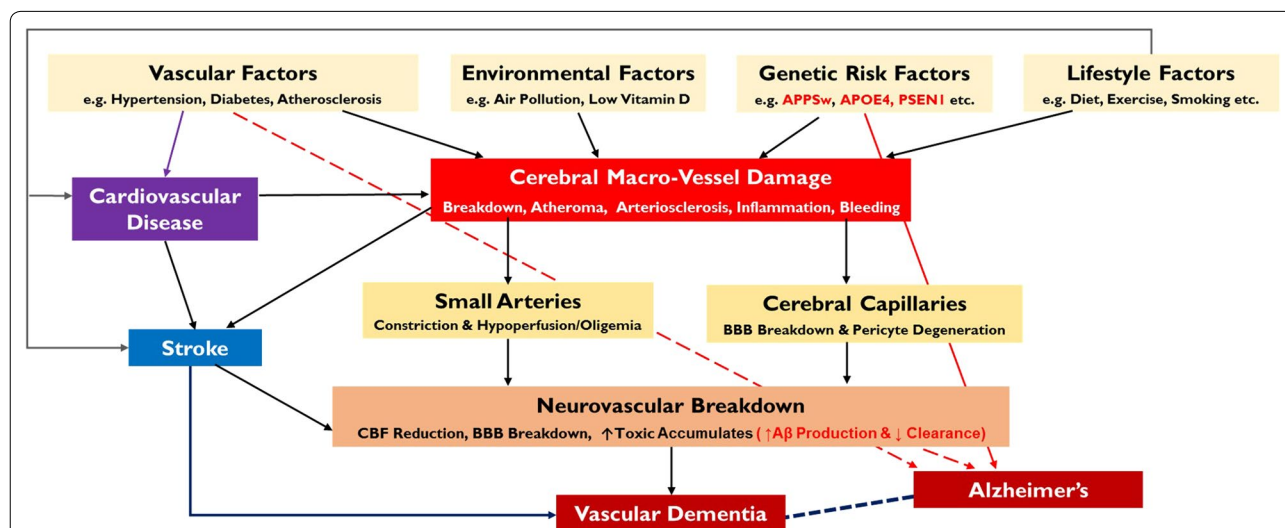 Vascular Factors
e.g. Hypertension, Diabetes, Atherosclerosis
Environmental Factors
e.g. Air Pollution, Low Vitamin D
Genetic Risk Factors
e.g. APPSw, APOE4, PSEN1 etc.
Lifestyle Factors
e.g. Diet, Exercise, Smoking etc.
Cardiovascular
Disease
Cerebral Macro-Vessel Damage
Breakdown, Atheroma, Arteriosclerosis, Inflammation, Bleeding
Small Arteries
Constriction & Hypoperfusion/Oligemia
Cerebral Capillaries
BBB Breakdown & Pericyte Degeneration
Stroke
Neurovascular Breakdown
CBF Reduction, BBB Breakdown, ↑Toxic Accumulates ( ↑Aβ Production & ↓ Clearance)
Alzheimer's
Vascular Dementia